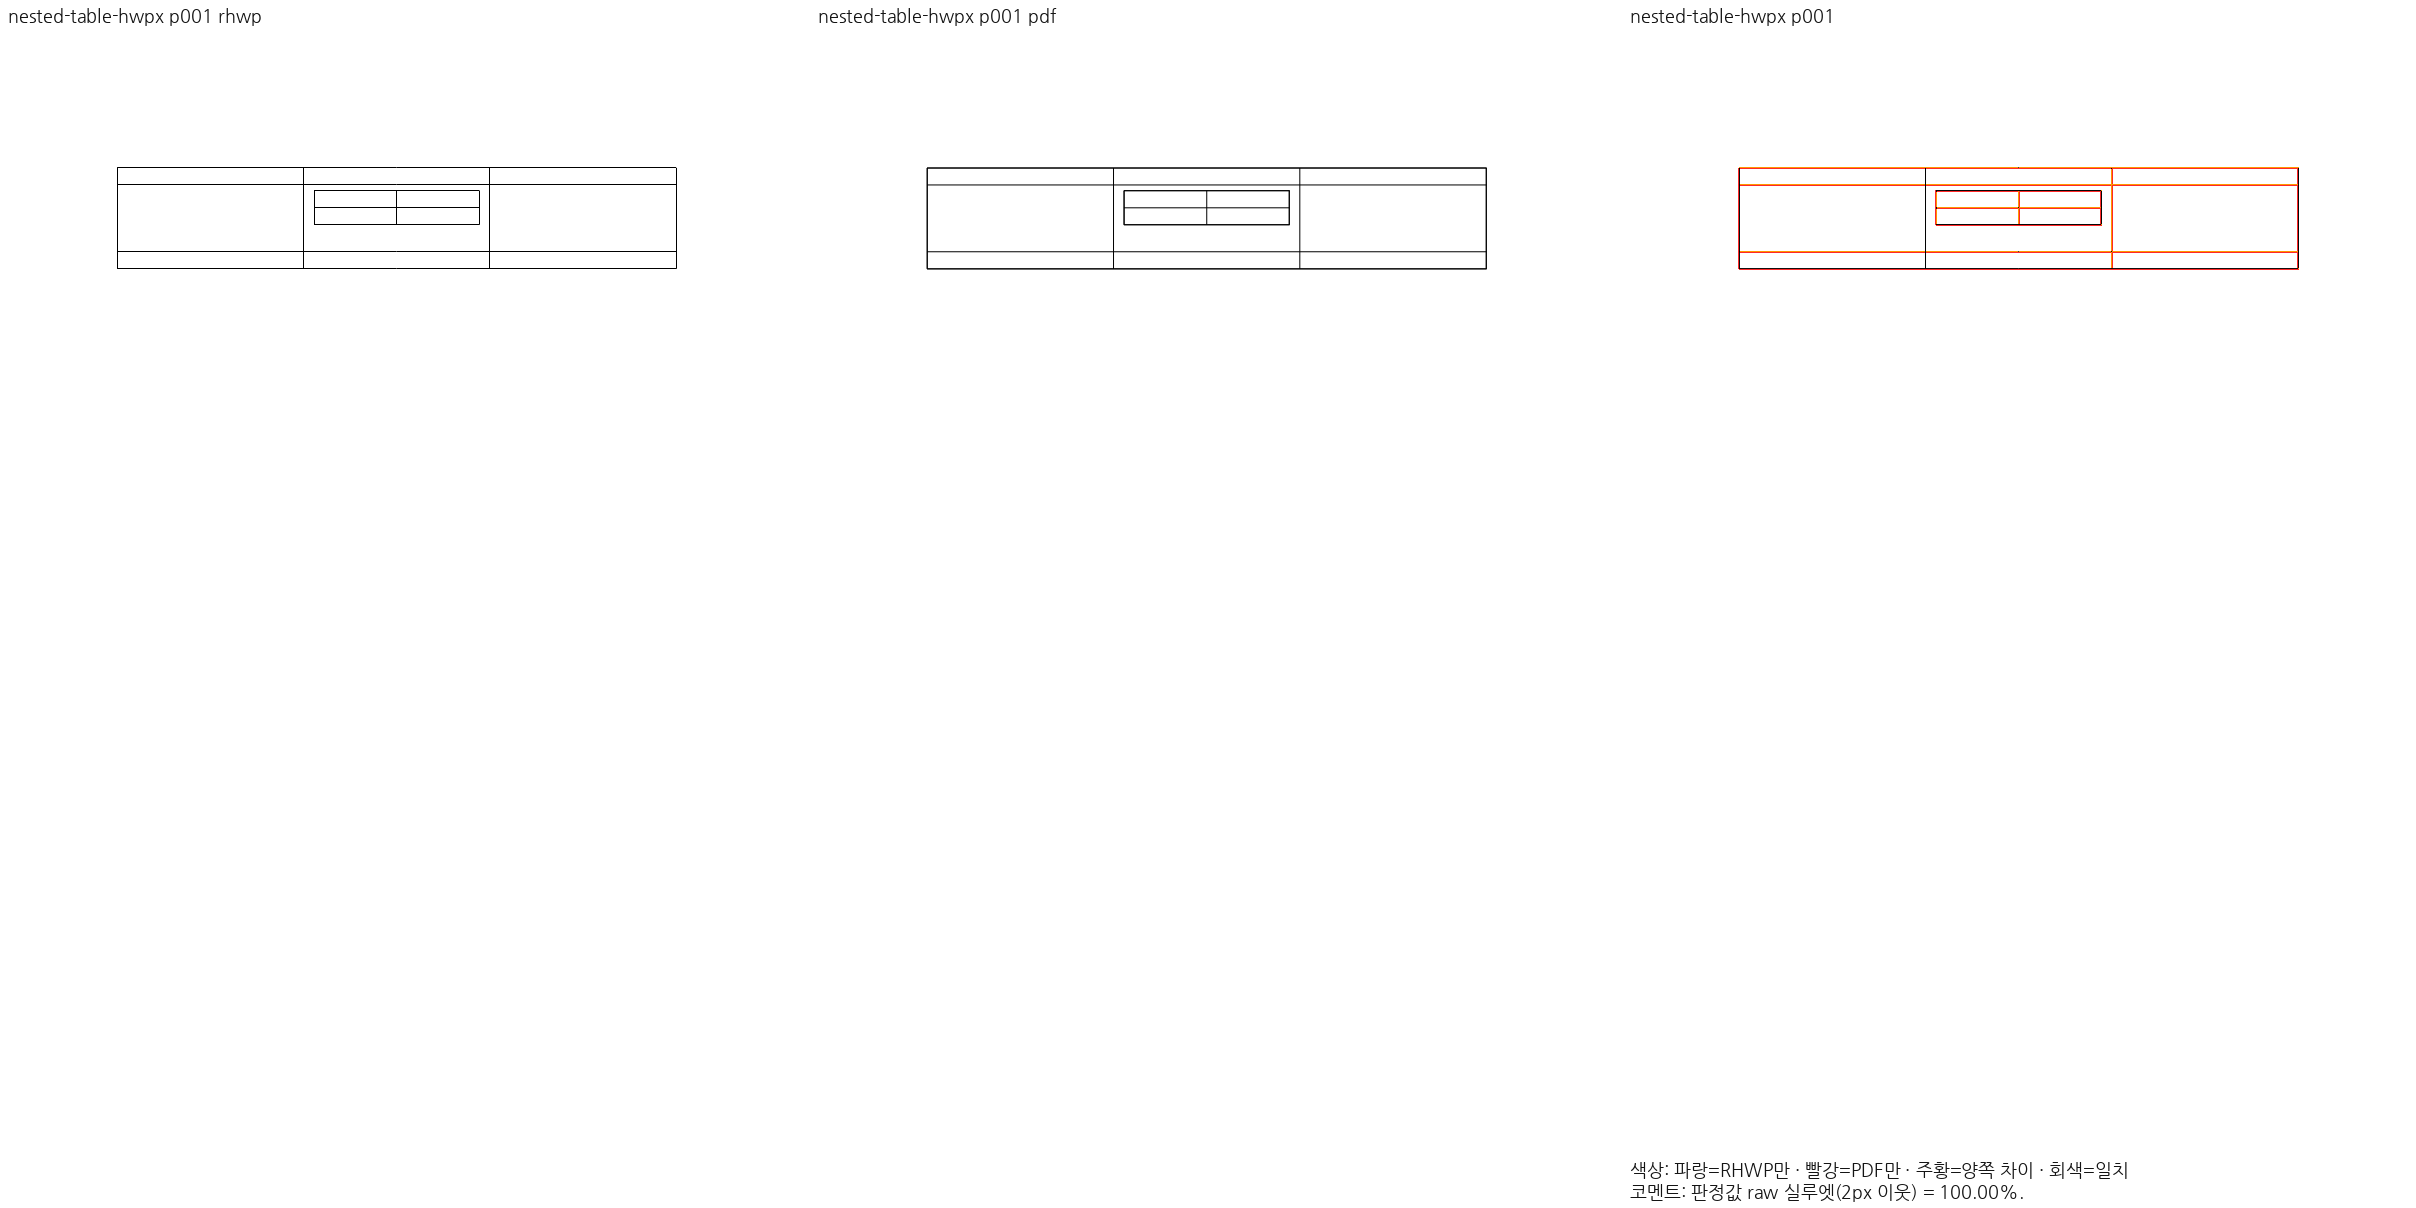 nested-table-hwpx p001 rhwp
nested-table-hwpx p001 pdf
nested-table-hwpx p001
색상: 파랑=RHWP만 · 빨강=PDF만 · 주황=양쪽 차이 · 회색=일치
코멘트: 판정값 raw 실루엣(2px 이웃) = 100.00%.